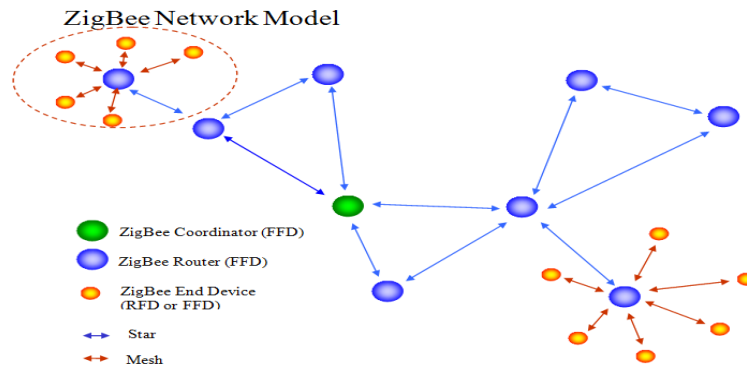 ZigBee Network Model
ZigBee Coordinator (FFD)
ZigBee Router (FFD)
ZigBee End Device
(RFD or FFD)
Star
Mesh